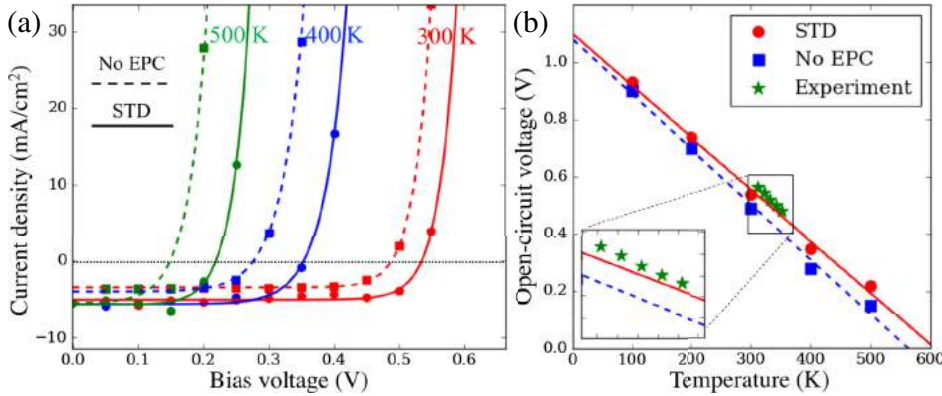 (a)
500 K
400 K
300 K
No EPC
STD
Current density (mA/cm²)
30
20
10
0
−10
0.0 0.1 0.2 0.3 0.4 0.5 0.6
Bias voltage (V)
(b)
STD
No EPC
Experiment
Open-circuit voltage (V)
1.0
0.8
0.6
0.4
0.2
0.0
0 100 200 300 400 500 600
Temperature (K)